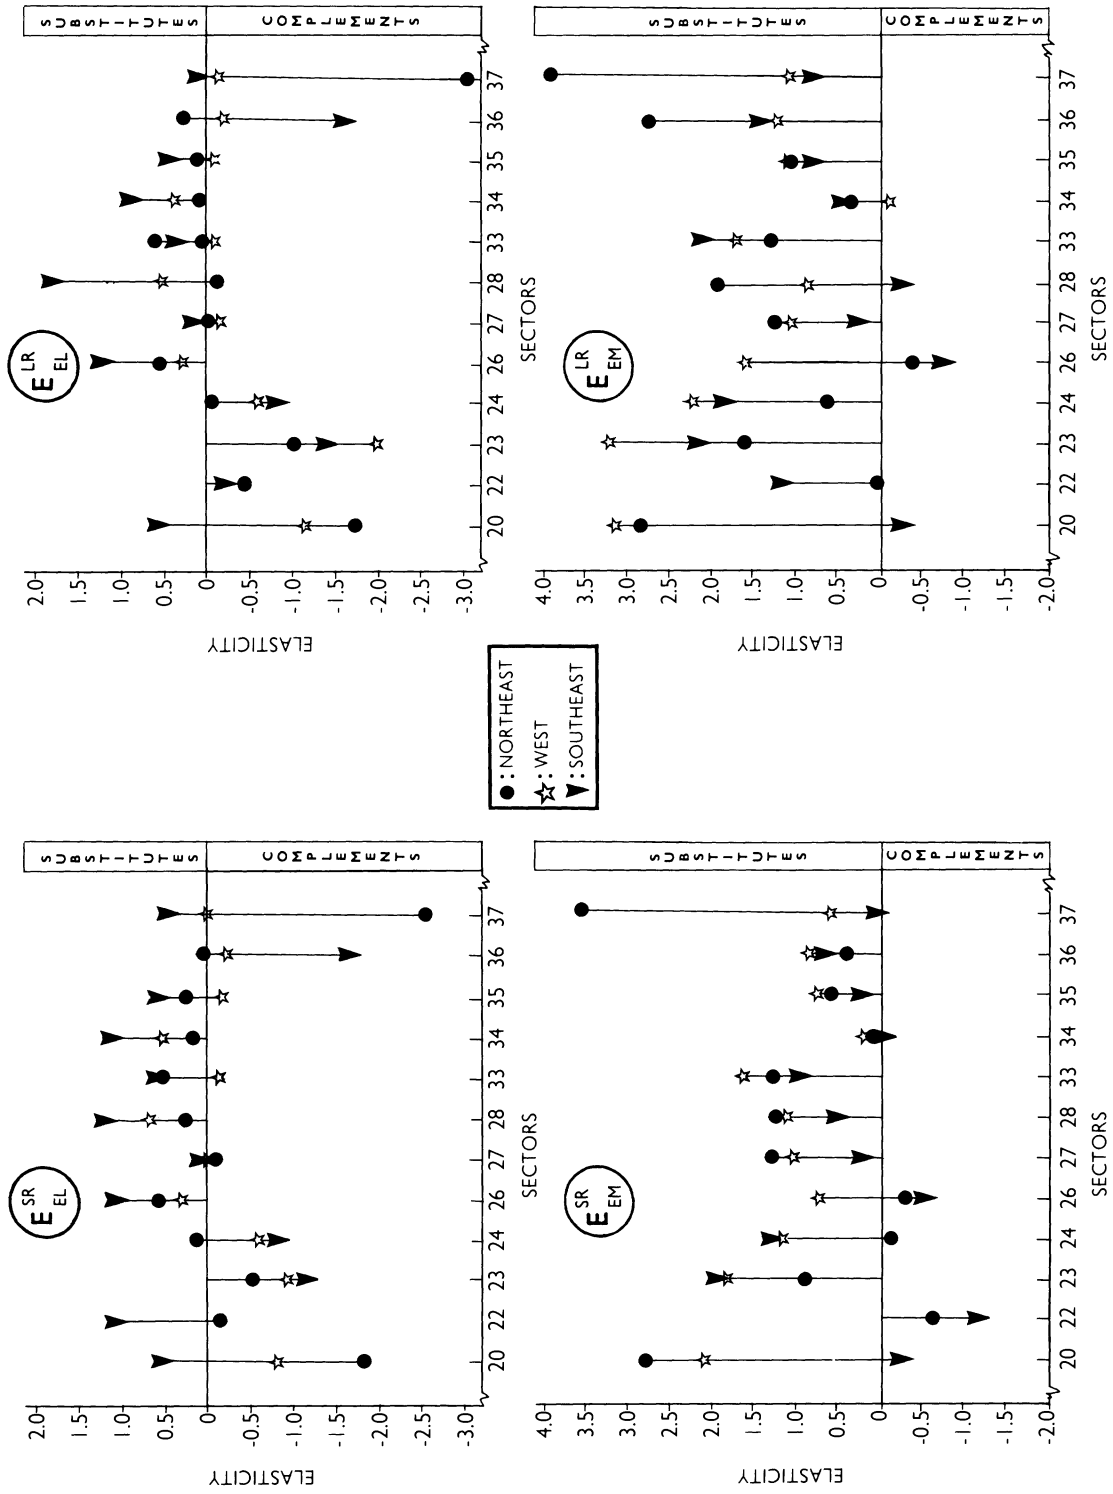 SUBSTITUTES
COMPLEMENTS
E SR EL
ELASTICITY
2.0 1.5 1.0 0.5 0 -0.5 -1.0 -1.5 -2.0 -2.5 -3.0
20 22 23 24 26 27 28 33 34 35 36 37
SECTORS
SUBSTITUTES
COMPLEMENTS
E LR EL
ELASTICITY
2.0 1.5 1.0 0.5 0 -0.5 -1.0 -1.5 -2.0 -2.5 -3.0
20 22 23 24 26 27 28 33 34 35 36 37
SECTORS
: NORTHEAST
: WEST
: SOUTHEAST
SUBSTITUTES
COMPLEMENTS
E SR EM
ELASTICITY
4.0 3.5 3.0 2.5 2.0 1.5 1.0 0.5 0 -0.5 -1.0 -1.5 -2.0
20 22 23 24 26 27 28 33 34 35 36 37
SECTORS
SUBSTITUTES
COMPLEMENTS
E LR EM
ELASTICITY
4.0 3.5 3.0 2.5 2.0 1.5 1.0 0.5 0 -0.5 -1.0 -1.5 -2.0
20 22 23 24 26 27 28 33 34 35 36 37
SECTORS